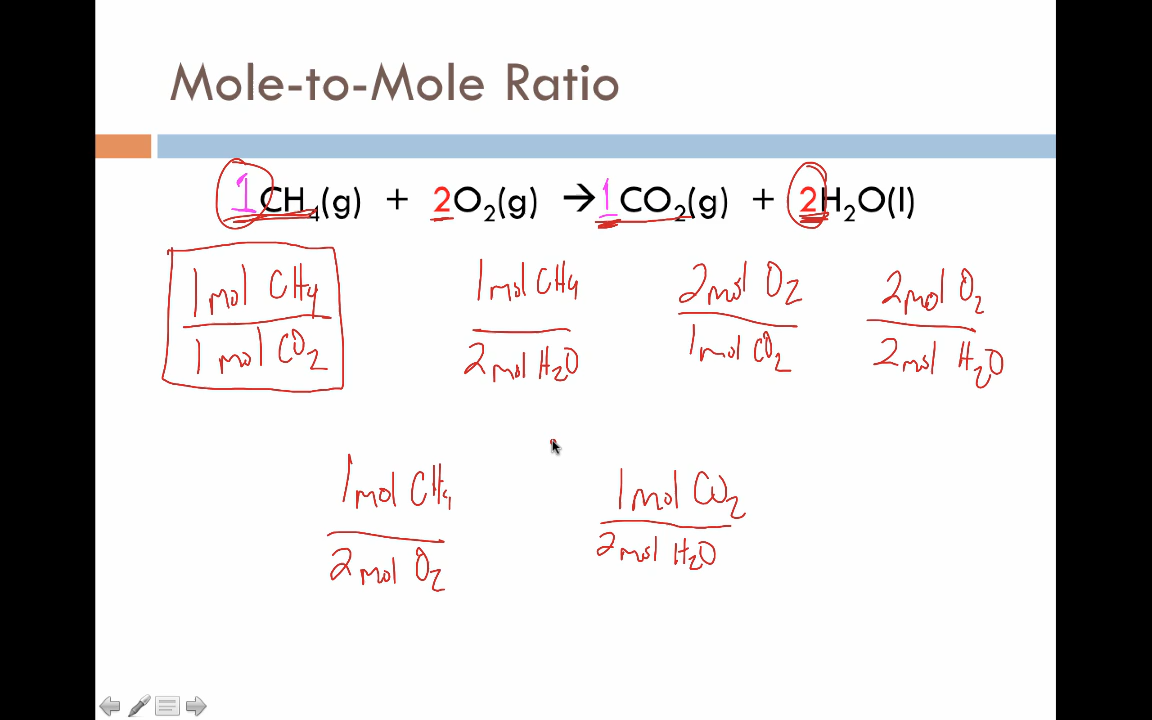 Mole-to-Mole Ratio
1CH₄(g) + 2O₂(g) → 1CO₂(g) + 2H₂O(l)
1 mol CH₄
1 mol CO₂
1 mol CH₄
2 mol H₂O
2 mol O₂
1 mol CO₂
2 mol O₂
2 mol H₂O
1 mol CH₄
2 mol O₂
1 mol CO₂
2 mol H₂O